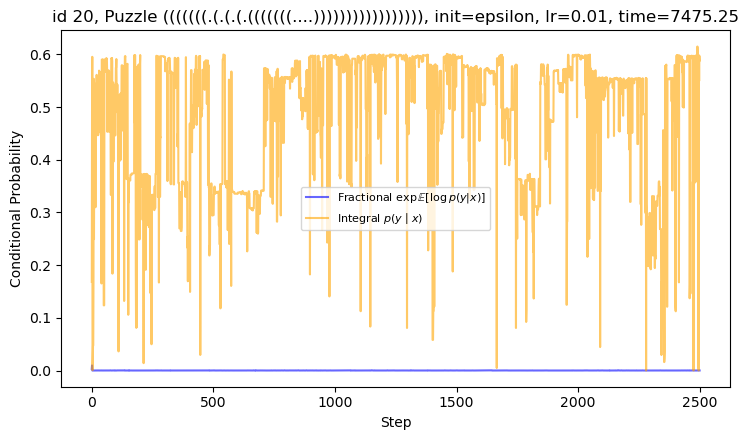 id 20, Puzzle (((((((.(.(.(.(((((((....))))))))))))))))), init=epsilon, lr=0.01, time=7475.25
0.6
0.5
0.4
0.3
0.2
0.1
0.0
Conditional Probability
Fractional exp 𝔼[log p(y|x)]
Integral p(y | x)
0 500 1000 1500 2000 2500
Step